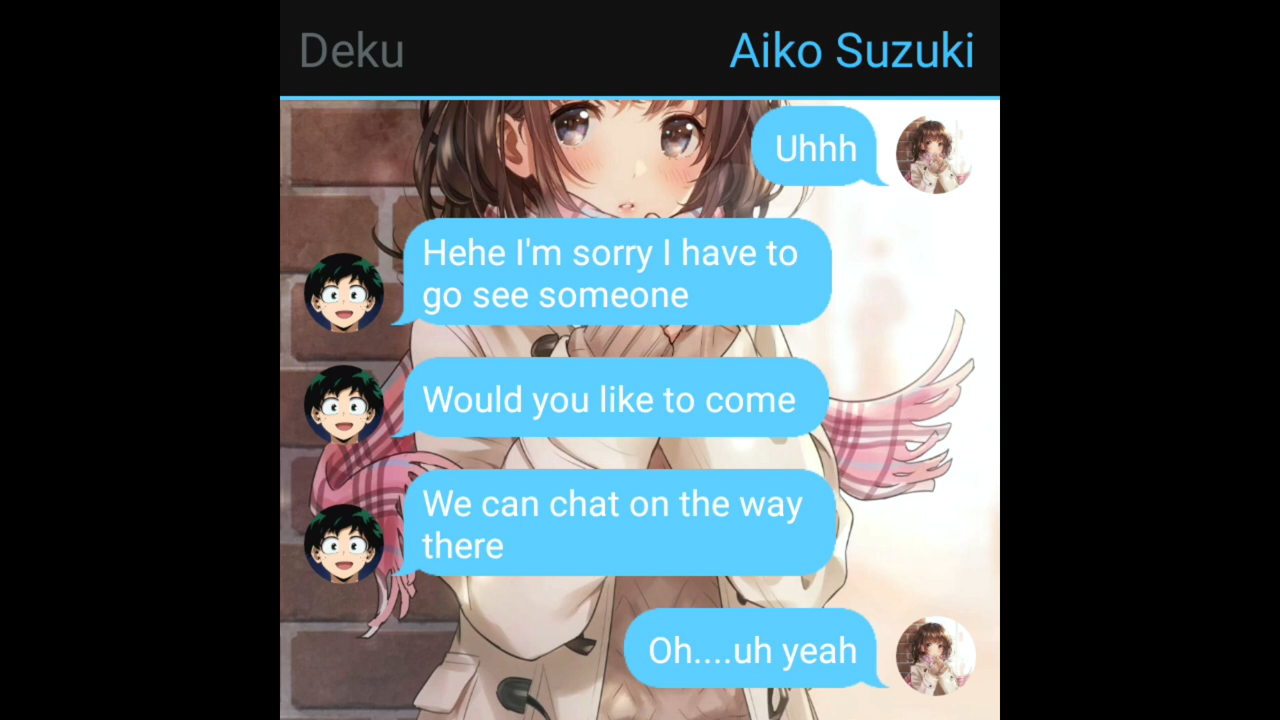 Deku
Aiko Suzuki
Uhhh
Hehe I'm sorry I have to
go see someone
Would you like to come
We can chat on the way
there
Oh....uh yeah